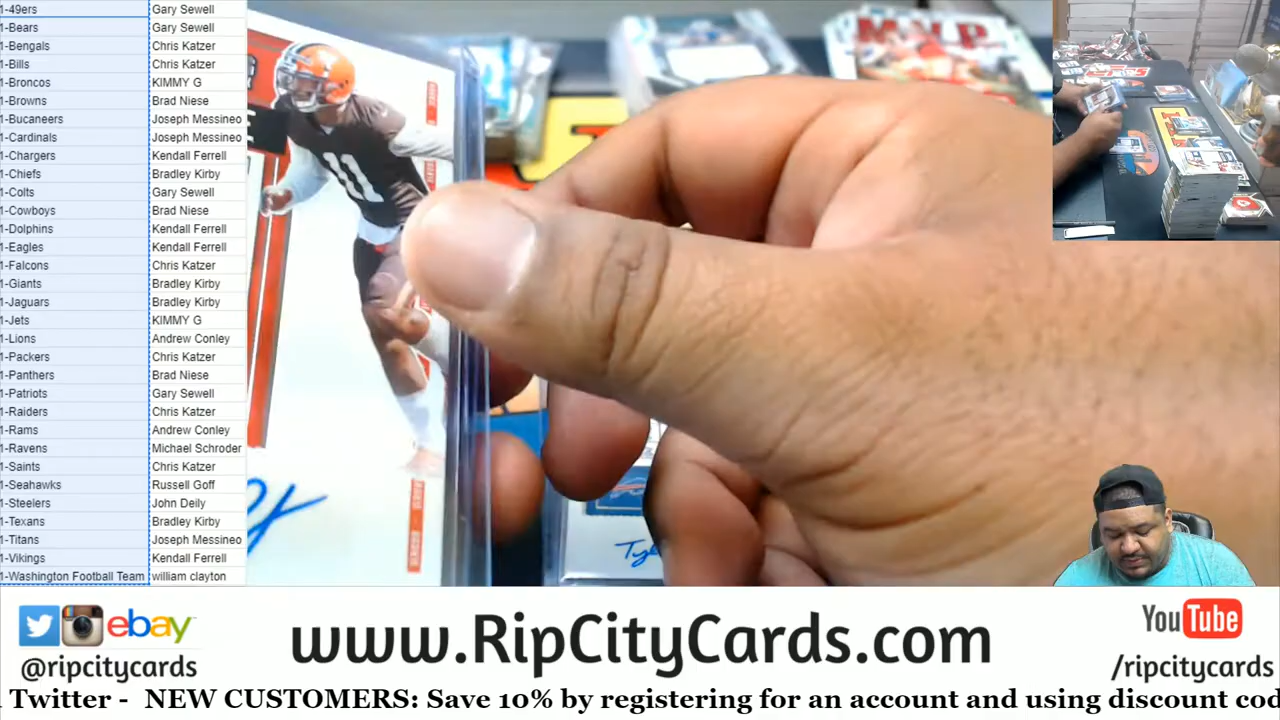 1-49ers Gary Sewell
1-Bears Gary Sewell
1-Bengals Chris Katzer
1-Bills Chris Katzer
1-Broncos KIMMY G
1-Browns Brad Niese
1-Bucaneers Joseph Messineo
1-Cardinals Joseph Messineo
1-Chargers Kendall Ferrell
1-Chiefs Bradley Kirby
1-Colts Gary Sewell
1-Cowboys Brad Niese
1-Dolphins Kendall Ferrell
1-Eagles Kendall Ferrell
1-Falcons Chris Katzer
1-Giants Bradley Kirby
1-Jaguars Bradley Kirby
1-Jets KIMMY G
1-Lions Andrew Conley
1-Packers Chris Katzer
1-Panthers Brad Niese
1-Patriots Gary Sewell
1-Raiders Chris Katzer
1-Rams Andrew Conley
1-Ravens Michael Schroder
1-Saints Chris Katzer
1-Seahawks Russell Goff
1-Steelers John Deily
1-Texans Bradley Kirby
1-Titans Joseph Messineo
1-Vikings Kendall Ferrell
1-Washington Football Team william clayton
M.V.P.
11
ebay
@ripcitycards
www.RipCityCards.com
YouTube
/ripcitycards
Twitter - NEW CUSTOMERS: Save 10% by registering for an account and using discount cod